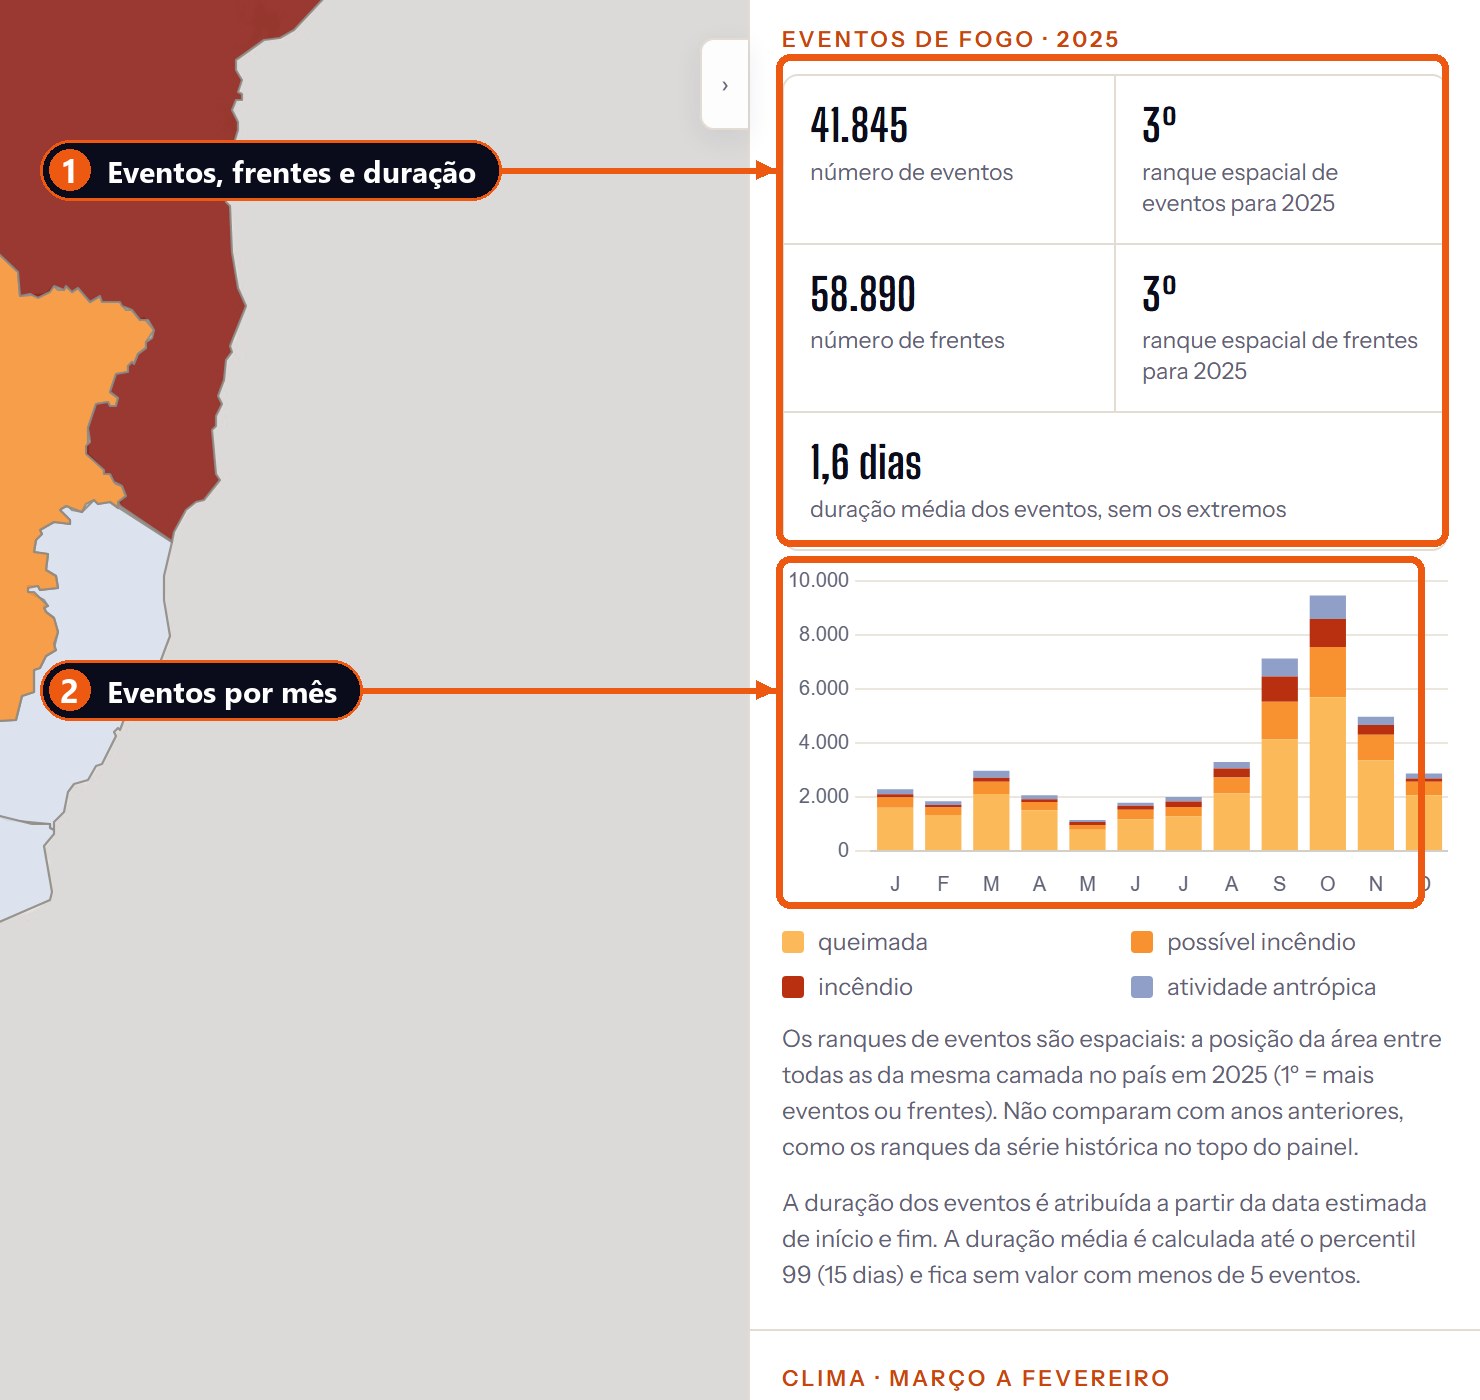 EVENTOS DE FOGO · 2025
›
41.845
número de eventos
3º
ranque espacial de
eventos para 2025
1 Eventos, frentes e duração
58.890
número de frentes
3º
ranque espacial de frentes
para 2025
1,6 dias
duração média dos eventos, sem os extremos
2 Eventos por mês
10.000
8.000
6.000
4.000
2.000
0
J F M A M J J A S O N D
queimada
possível incêndio
incêndio
atividade antrópica
Os ranques de eventos são espaciais: a posição da área entre
todas as da mesma camada no país em 2025 (1º = mais
eventos ou frentes). Não comparam com anos anteriores,
como os ranques da série histórica no topo do painel.
A duração dos eventos é atribuída a partir da data estimada
de início e fim. A duração média é calculada até o percentil
99 (15 dias) e fica sem valor com menos de 5 eventos.
CLIMA · MARÇO A FEVEREIRO